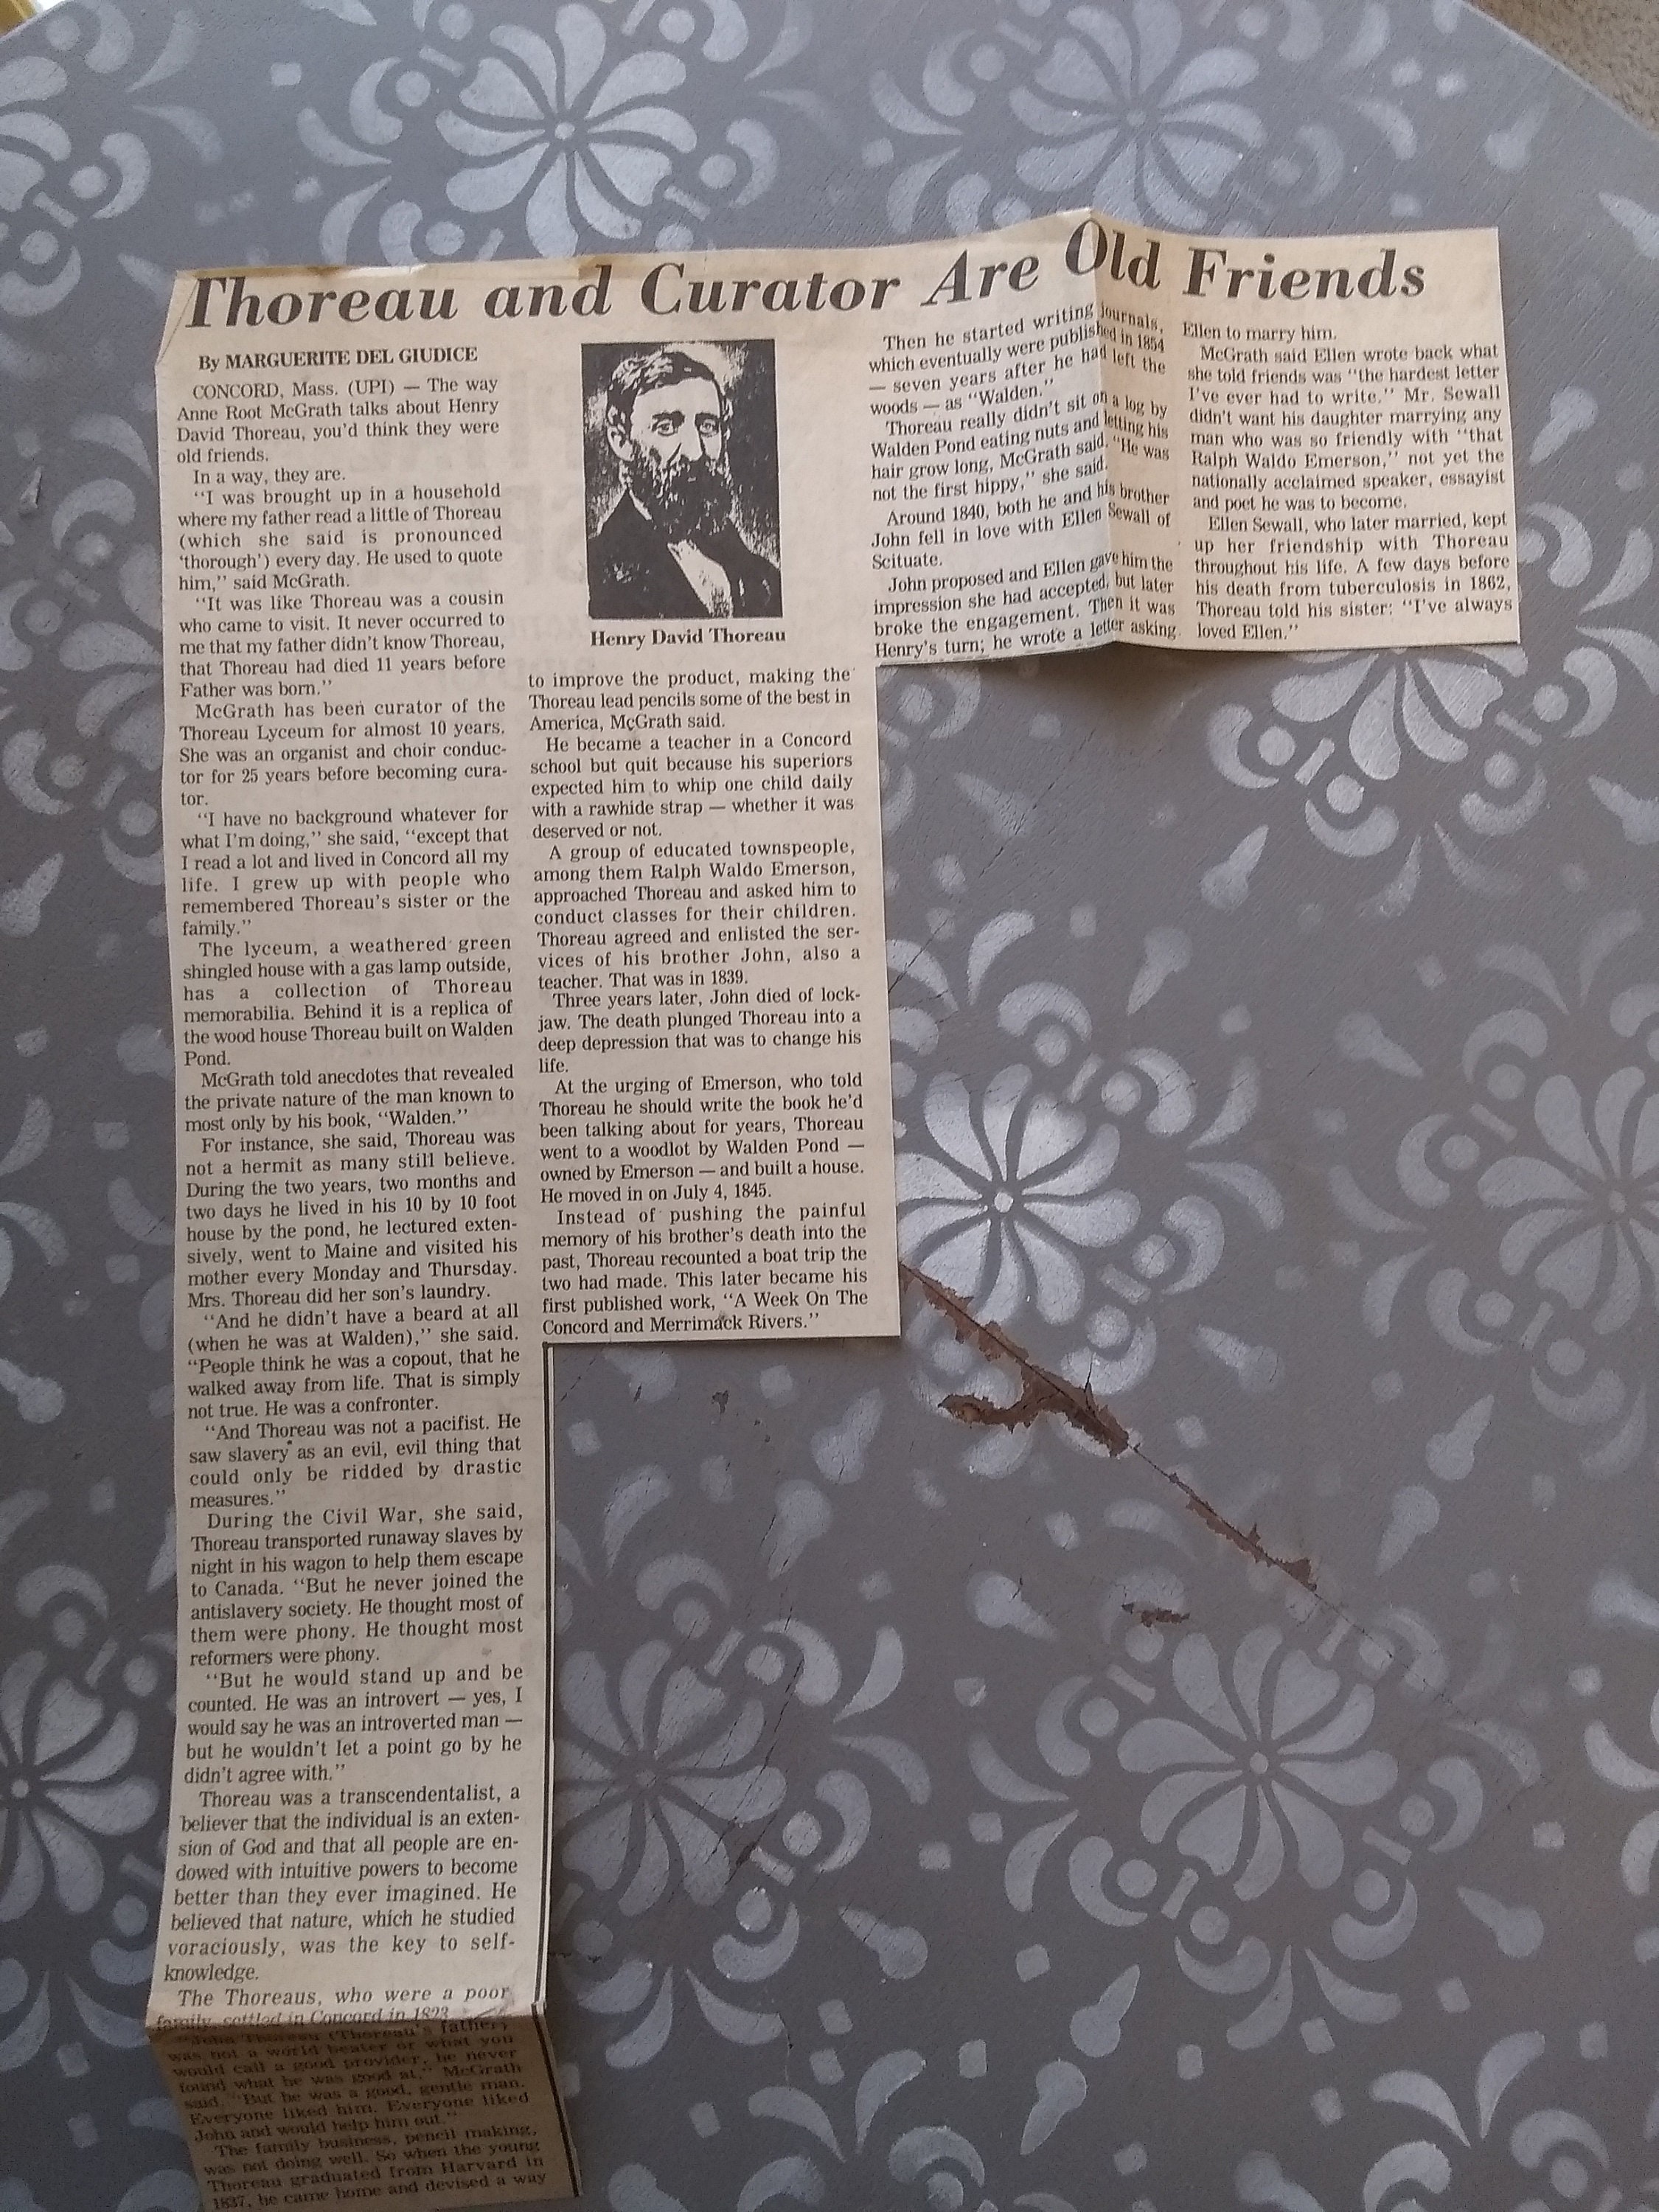 Thoreau and Curator Are Old Friends
By MARGUERITE DEL GIUDICE
CONCORD, Mass. (UPI) — The way
Anne Root McGrath talks about Henry
David Thoreau, you'd think they were
old friends.
In a way, they are.
"I was brought up in a household
where my father read a little of Thoreau
(which she said is pronounced
'thorough') every day. He used to quote
him," said McGrath.
"It was like Thoreau was a cousin
who came to visit. It never occurred to
me that my father didn't know Thoreau,
that Thoreau had died 11 years before
Father was born."
McGrath has been curator of the
Thoreau Lyceum for almost 10 years.
She was an organist and choir conduc-
tor for 25 years before becoming cura-
tor.
"I have no background whatever for
what I'm doing," she said, "except that
I read a lot and lived in Concord all my
life. I grew up with people who
remembered Thoreau's sister or the
family."
The lyceum, a weathered green
shingled house with a gas lamp outside,
has a collection of Thoreau
memorabilia. Behind it is a replica of
the wood house Thoreau built on Walden
Pond.
McGrath told anecdotes that revealed
the private nature of the man known to
most only by his book, "Walden."
For instance, she said, Thoreau was
not a hermit as many still believe.
During the two years, two months and
two days he lived in his 10 by 10 foot
house by the pond, he lectured exten-
sively, went to Maine and visited his
mother every Monday and Thursday.
Mrs. Thoreau did her son's laundry.
"And he didn't have a beard at all
(when he was at Walden)," she said.
"People think he was a copout, that he
walked away from life. That is simply
not true. He was a confronter.
"And Thoreau was not a pacifist. He
saw slavery as an evil, evil thing that
could only be ridded by drastic
measures."
During the Civil War, she said,
Thoreau transported runaway slaves by
night in his wagon to help them escape
to Canada. "But he never joined the
antislavery society. He thought most of
them were phony. He thought most
reformers were phony.
"But he would stand up and be
counted. He was an introvert — yes, I
would say he was an introverted man —
but he wouldn't let a point go by he
didn't agree with."
Thoreau was a transcendentalist, a
believer that the individual is an exten-
sion of God and that all people are en-
dowed with intuitive powers to become
better than they ever imagined. He
believed that nature, which he studied
voraciously, was the key to self-
knowledge.
The Thoreaus, who were a poor
family, settled in Concord in 1823.
"John Thoreau (Thoreau's father)
was not a world beater or what you
would call a good provider, he never
found what he was good at," McGrath
said. "But he was a good, gentle man.
Everyone liked him. Everyone liked
John and would help him out."
The family business, pencil making,
was not doing well. So when the young
Thoreau graduated from Harvard in
1837, he came home and devised a way
Henry David Thoreau
to improve the product, making the
Thoreau lead pencils some of the best in
America, McGrath said.
He became a teacher in a Concord
school but quit because his superiors
expected him to whip one child daily
with a rawhide strap — whether it was
deserved or not.
A group of educated townspeople,
among them Ralph Waldo Emerson,
approached Thoreau and asked him to
conduct classes for their children.
Thoreau agreed and enlisted the ser-
vices of his brother John, also a
teacher. That was in 1839.
Three years later, John died of lock-
jaw. The death plunged Thoreau into a
deep depression that was to change his
life.
At the urging of Emerson, who told
Thoreau he should write the book he'd
been talking about for years, Thoreau
went to a woodlot by Walden Pond —
owned by Emerson — and built a house.
He moved in on July 4, 1845.
Instead of pushing the painful
memory of his brother's death into the
past, Thoreau recounted a boat trip the
two had made. This later became his
first published work, "A Week On The
Concord and Merrimack Rivers."
Then he started writing journals,
which eventually were published in 1854
— seven years after he had left the
woods — as "Walden."
Thoreau really didn't sit on a log by
Walden Pond eating nuts and letting his
hair grow long, McGrath said. "He was
not the first hippy," she said.
Around 1840, both he and his brother
John fell in love with Ellen Sewall of
Scituate.
John proposed and Ellen gave him the
impression she had accepted, but later
broke the engagement. Then it was
Henry's turn; he wrote a letter asking
Ellen to marry him.
McGrath said Ellen wrote back what
she told friends was "the hardest letter
I've ever had to write." Mr. Sewall
didn't want his daughter marrying any
man who was so friendly with "that
Ralph Waldo Emerson," not yet the
nationally acclaimed speaker, essayist
and poet he was to become.
Ellen Sewall, who later married, kept
up her friendship with Thoreau
throughout his life. A few days before
his death from tuberculosis in 1862,
Thoreau told his sister: "I've always
loved Ellen."